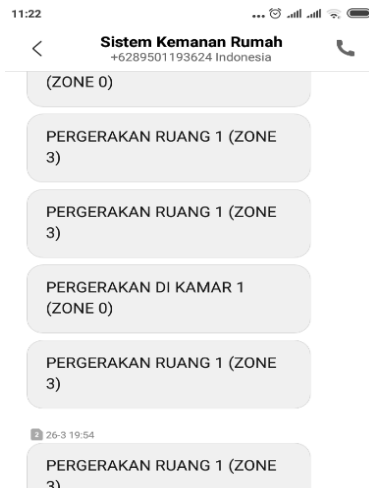 11:22
Sistem Kemanan Rumah
+6289501193624 Indonesia
(ZONE 0)
PERGERAKAN RUANG 1 (ZONE
3)
PERGERAKAN RUANG 1 (ZONE
3)
PERGERAKAN DI KAMAR 1
(ZONE 0)
PERGERAKAN RUANG 1 (ZONE
3)
2 26-3 19:54
PERGERAKAN RUANG 1 (ZONE
3)